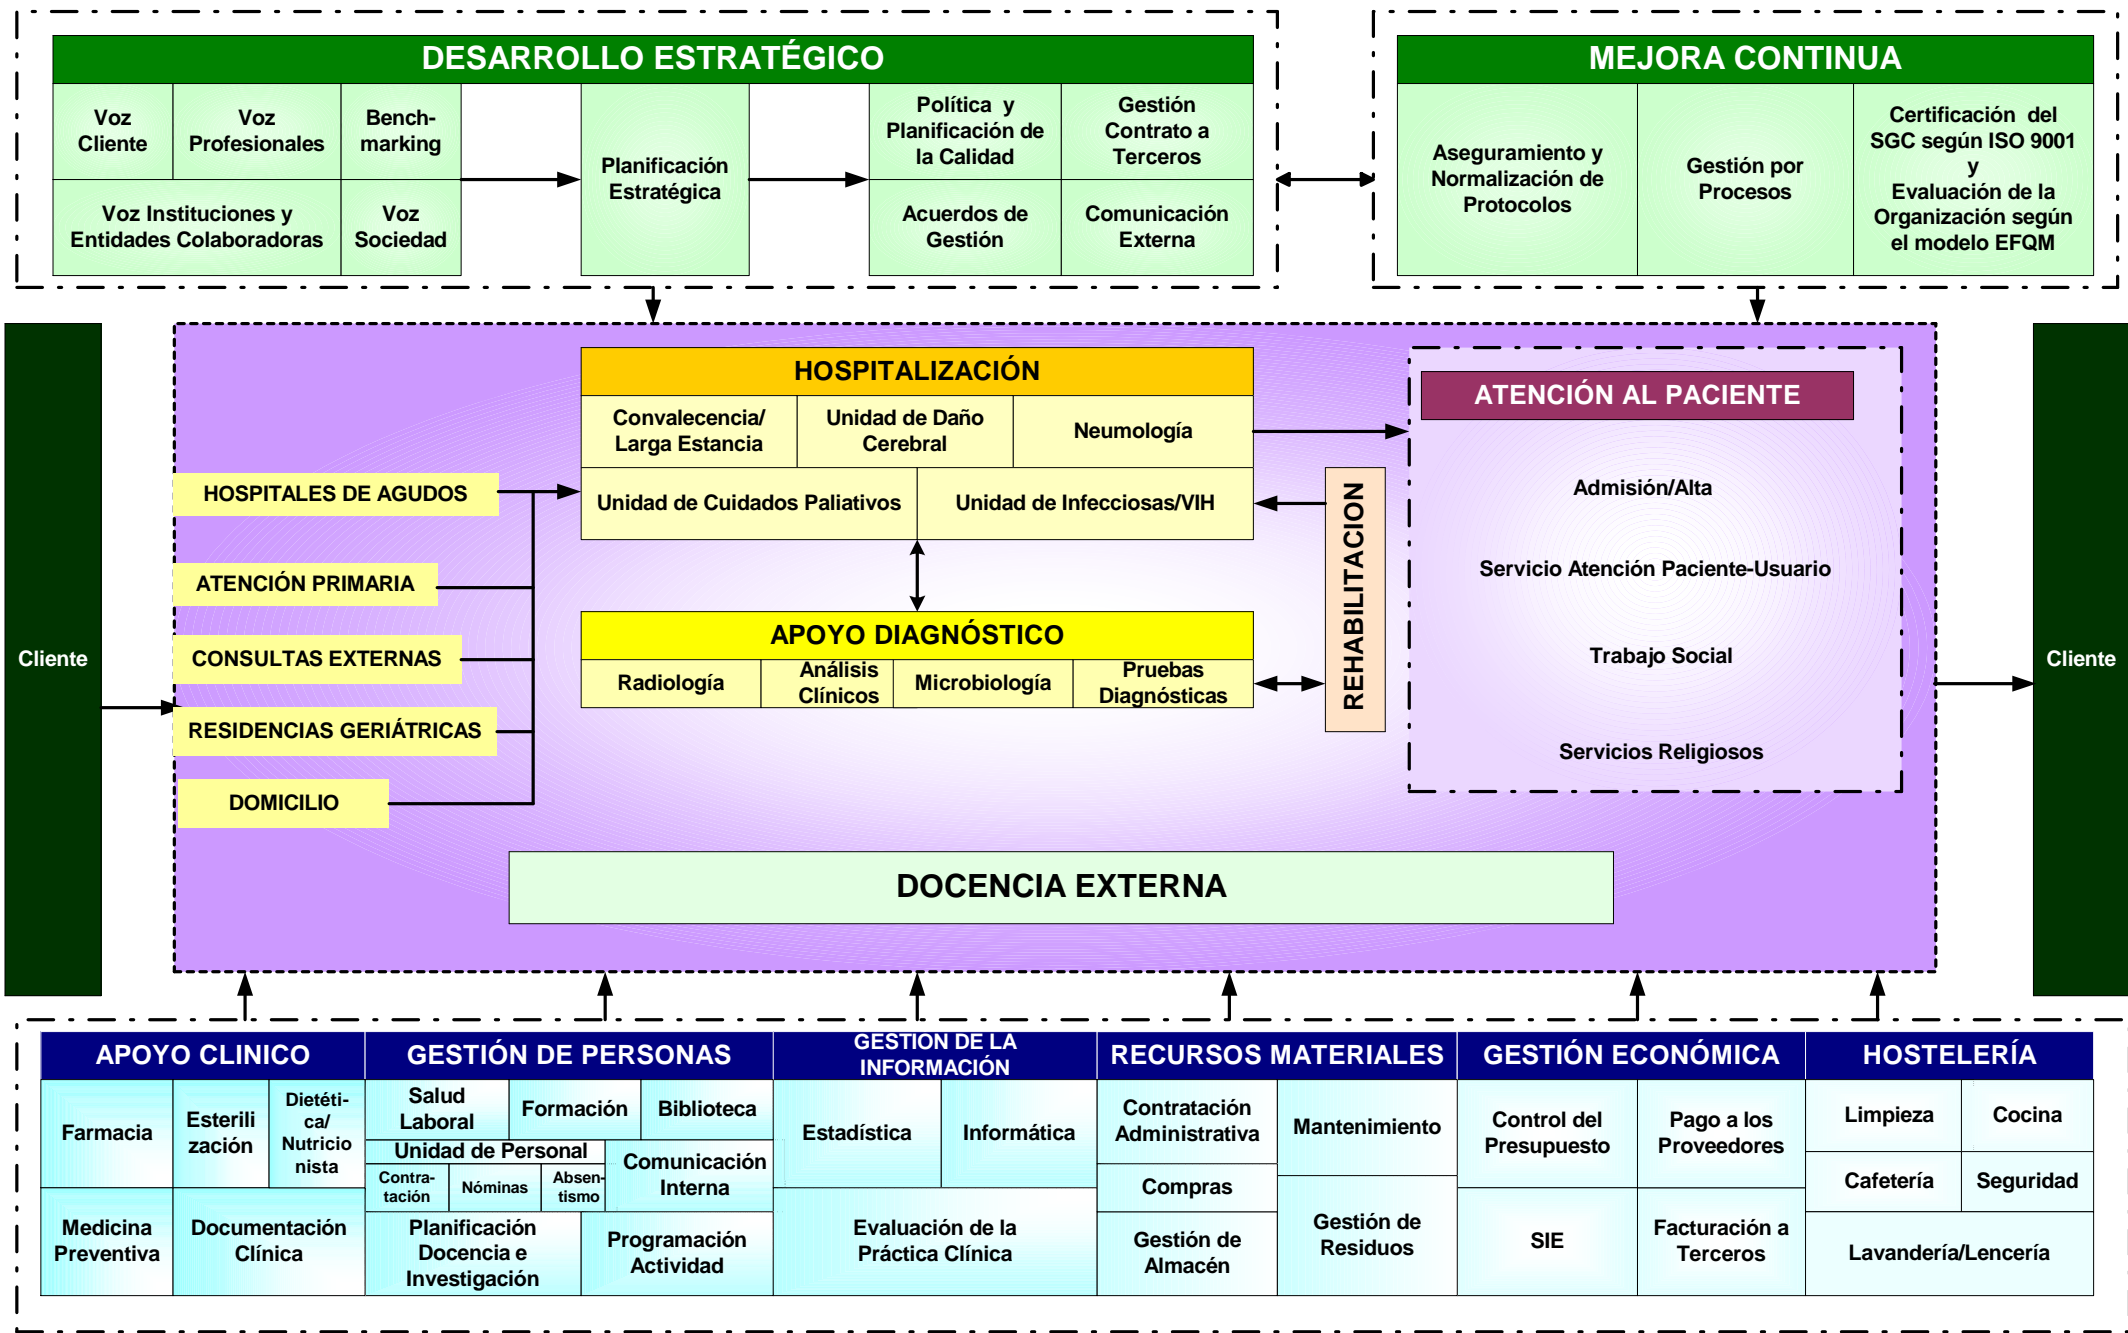 DESARROLLO ESTRATÉGICO
Voz
Cliente
Voz
Profesionales
Bench-
marking
Voz Instituciones y
Entidades Colaboradoras
Voz
Sociedad
Planificación
Estratégica
Política y
Planificación de
la Calidad
Gestión
Contrato a
Terceros
Acuerdos de
Gestión
Comunicación
Externa
MEJORA CONTINUA
Aseguramiento y
Normalización de
Protocolos
Gestión por
Procesos
Certificación del
SGC según ISO 9001
y
Evaluación de la
Organización según
el modelo EFQM
Cliente
HOSPITALES DE AGUDOS
ATENCIÓN PRIMARIA
CONSULTAS EXTERNAS
RESIDENCIAS GERIÁTRICAS
DOMICILIO
HOSPITALIZACIÓN
Convalecencia/
Larga Estancia
Unidad de Daño
Cerebral
Neumología
Unidad de Cuidados Paliativos
Unidad de Infecciosas/VIH
APOYO DIAGNÓSTICO
Radiología
Análisis
Clínicos
Microbiología
Pruebas
Diagnósticas
REHABILITACION
ATENCIÓN AL PACIENTE
Admisión/Alta
Servicio Atención Paciente-Usuario
Trabajo Social
Servicios Religiosos
Cliente
DOCENCIA EXTERNA
APOYO CLINICO
Farmacia
Esterili
zación
Dietéti-
ca/
Nutricio
nista
Medicina
Preventiva
Documentación
Clínica
GESTIÓN DE PERSONAS
Salud
Laboral
Formación
Biblioteca
Unidad de Personal
Contra-
tación
Nóminas
Absen-
tismo
Comunicación
Interna
Planificación
Docencia e
Investigación
Programación
Actividad
GESTIÓN DE LA
INFORMACIÓN
Estadística
Informática
Evaluación de la
Práctica Clínica
RECURSOS MATERIALES
Contratación
Administrativa
Mantenimiento
Compras
Gestión de
Almacén
Gestión de
Residuos
GESTIÓN ECONÓMICA
Control del
Presupuesto
Pago a los
Proveedores
SIE
Facturación a
Terceros
HOSTELERÍA
Limpieza
Cocina
Cafetería
Seguridad
Lavandería/Lencería